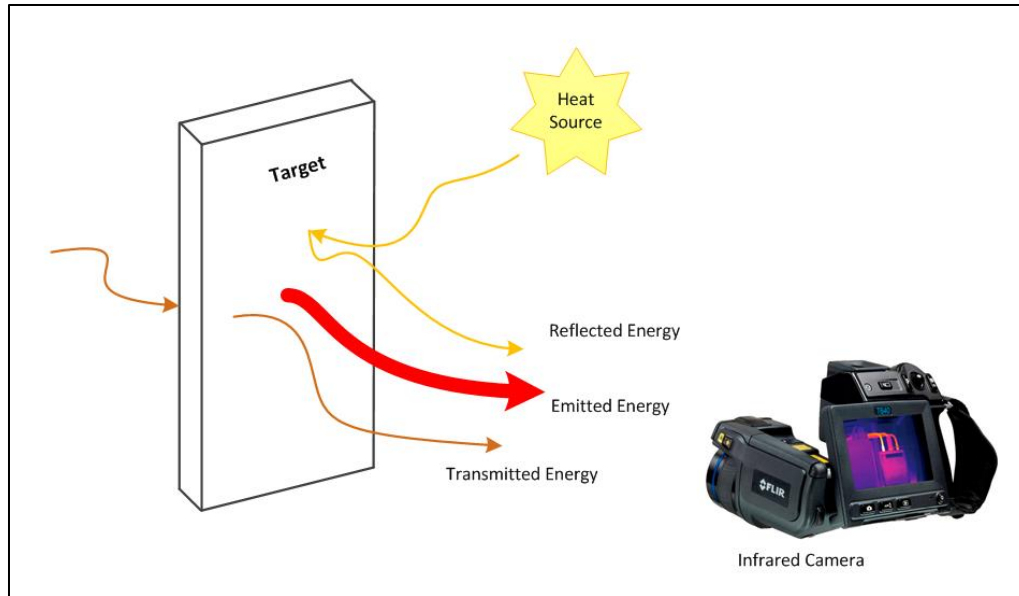 Heat
Source
Target
Reflected Energy
Emitted Energy
Transmitted Energy
FLIR
Infrared Camera